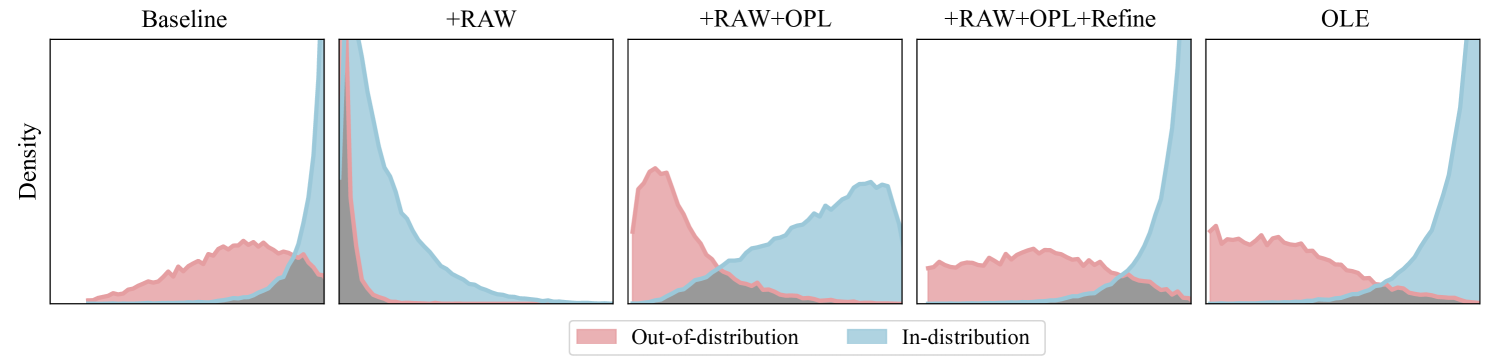 Baseline
+RAW
+RAW+OPL
+RAW+OPL+Refine
OLE
Density
Out-of-distribution
In-distribution